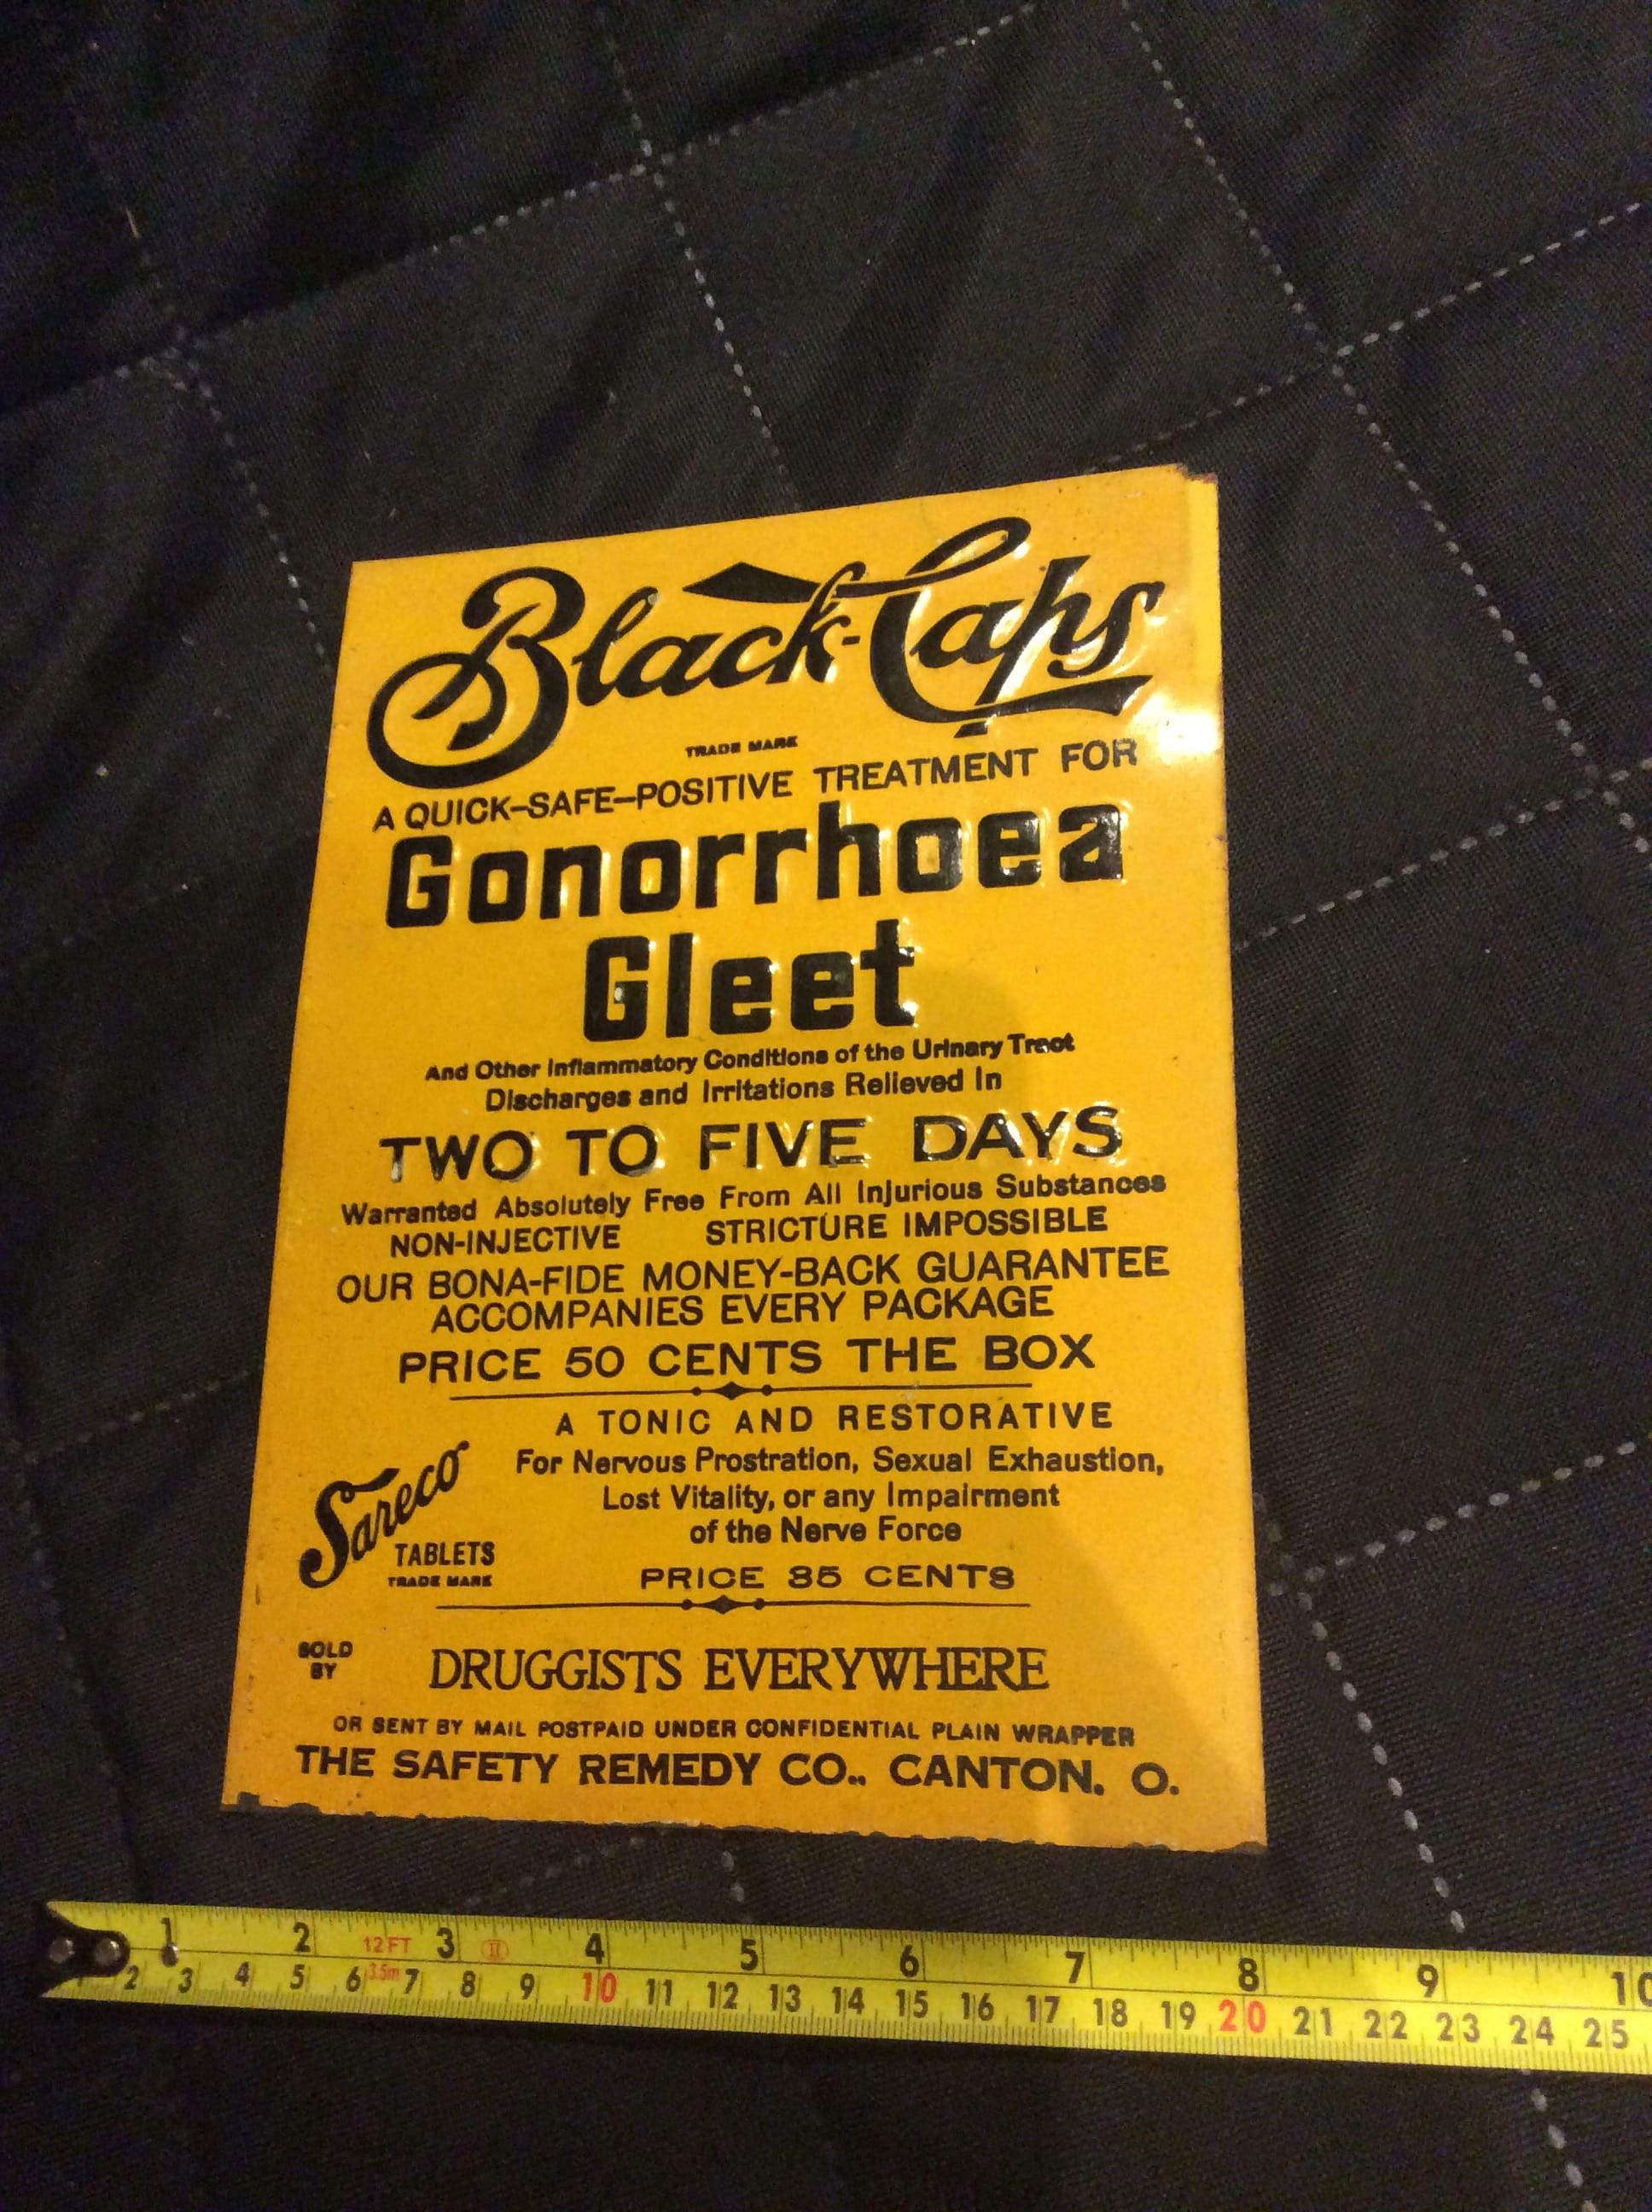 Black-Caps
TRADE MARK
A QUICK–SAFE–POSITIVE TREATMENT FOR
Gonorrhoea
Gleet
And Other Inflammatory Conditions of the Urinary Tract
Discharges and Irritations Relieved In
TWO TO FIVE DAYS
Warranted Absolutely Free From All Injurious Substances
NON-INJECTIVE STRICTURE IMPOSSIBLE
OUR BONA-FIDE MONEY-BACK GUARANTEE
ACCOMPANIES EVERY PACKAGE
PRICE 50 CENTS THE BOX
Sareco
TABLETS
TRADE MARK
A TONIC AND RESTORATIVE
For Nervous Prostration, Sexual Exhaustion,
Lost Vitality, or any Impairment
of the Nerve Force
PRICE 35 CENTS
SOLD
BY
DRUGGISTS EVERYWHERE
OR SENT BY MAIL POSTPAID UNDER CONFIDENTIAL PLAIN WRAPPER
THE SAFETY REMEDY CO., CANTON, O.
1 2 12FT 3 II 4 5 6 7 8 9 10
2 3 4 5 6 3.5m 7 8 9 10 11 12 13 14 15 16 17 18 19 20 21 22 23 24 25